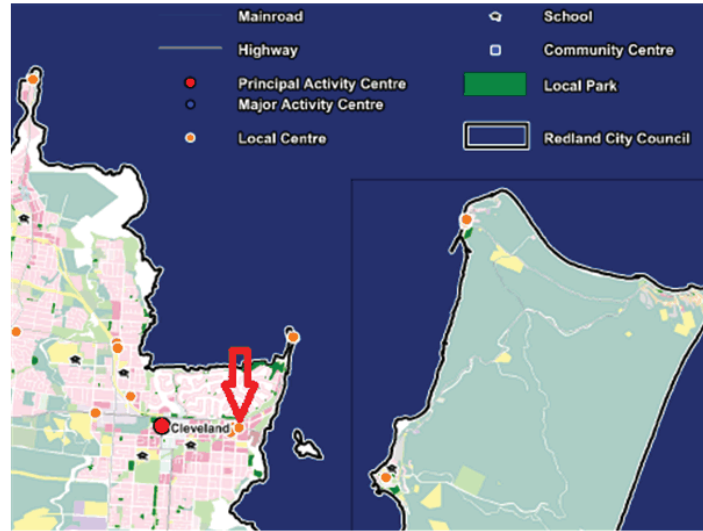 Mainroad
School
Highway
Community Centre
Principal Activity Centre
Local Park
Major Activity Centre
Local Centre
Redland City Council
Cleveland